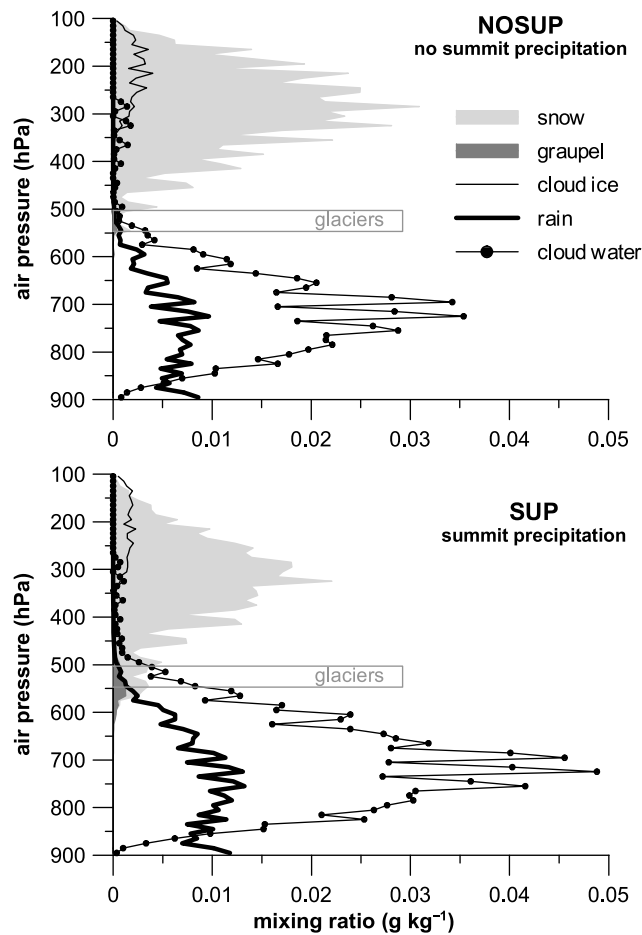 NOSUP
no summit precipitation
snow
graupel
cloud ice
rain
cloud water
glaciers
air pressure (hPa)
100
200
300
400
500
600
700
800
900
0 0.01 0.02 0.03 0.04 0.05
SUP
summit precipitation
glaciers
air pressure (hPa)
100
200
300
400
500
600
700
800
900
0 0.01 0.02 0.03 0.04 0.05
mixing ratio (g kg⁻¹)